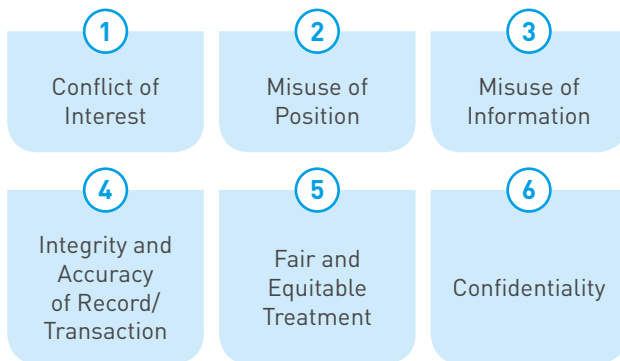 1
Conflict of
Interest
2
Misuse of
Position
3
Misuse of
Information
4
Integrity and
Accuracy
of Record/
Transaction
5
Fair and
Equitable
Treatment
6
Confidentiality